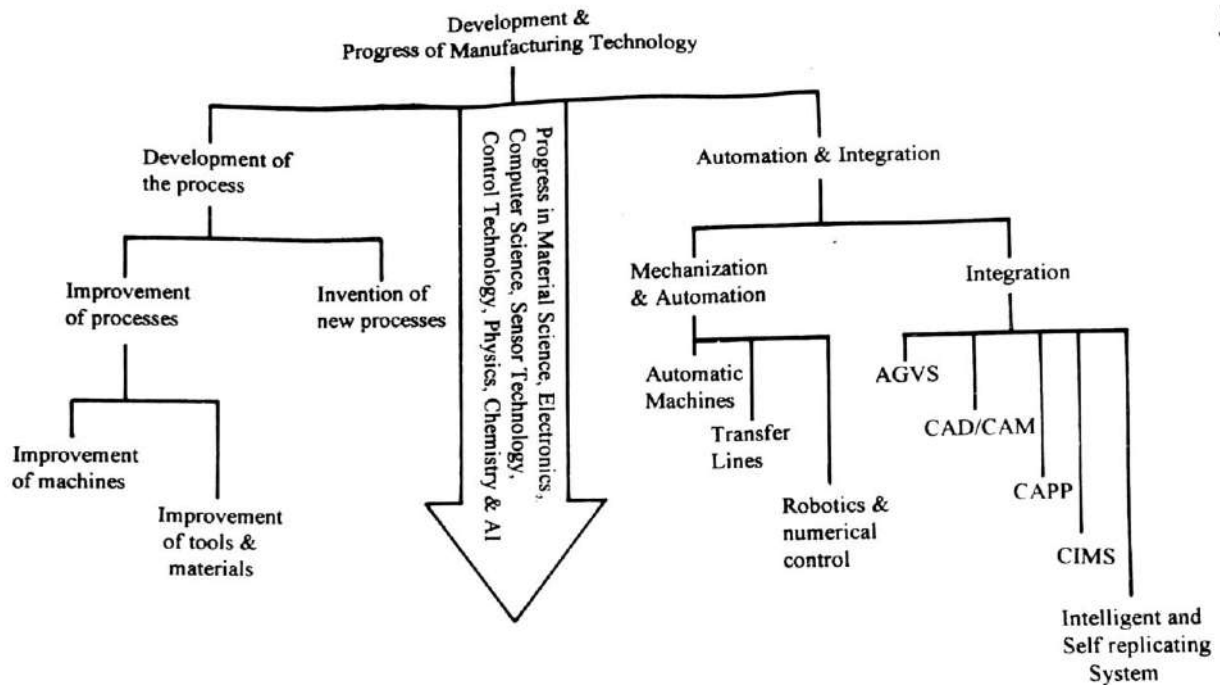 Development &
Progress of Manufacturing Technology
Development of
the process
Improvement
of processes
Invention of
new processes
Improvement
of machines
Improvement
of tools &
materials
Progress in Material Science, Electronics,
Computer Science, Sensor Technology,
Control Technology, Physics, Chemistry & AI
Automation & Integration
Mechanization
& Automation
Automatic
Machines
Transfer
Lines
Robotics &
numerical
control
Integration
AGVS
CAD/CAM
CAPP
CIMS
Intelligent and
Self replicating
System